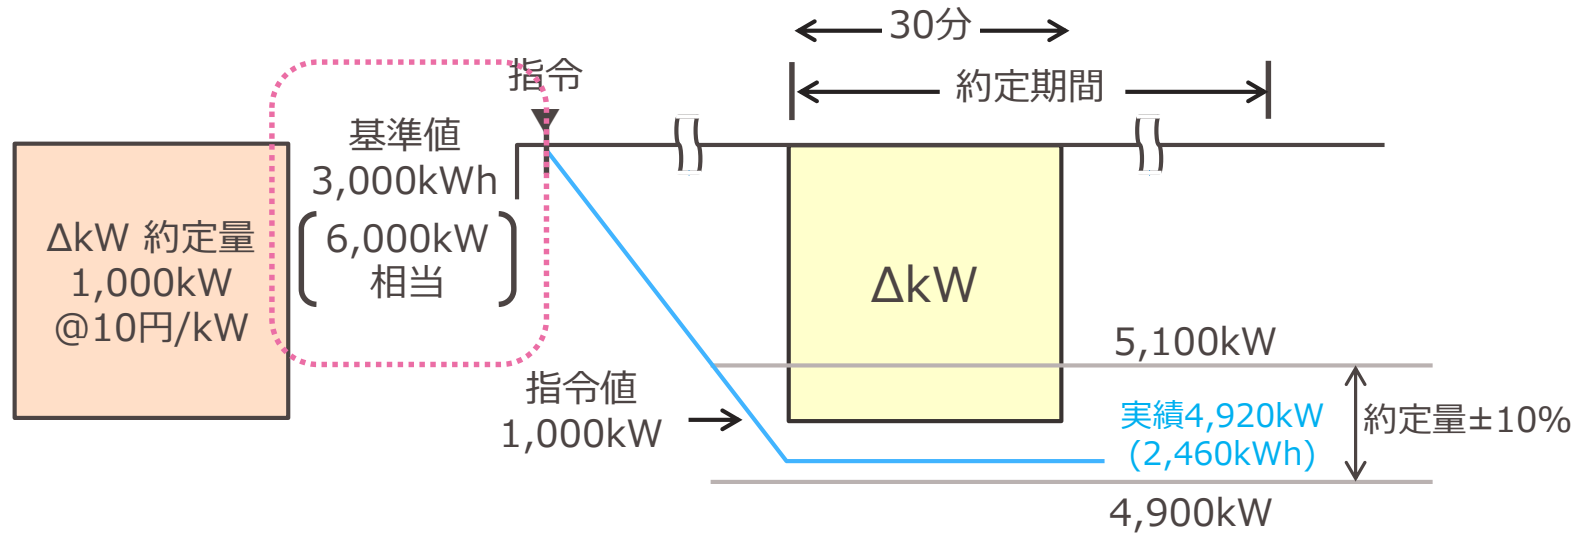 30分
指令
約定期間
基準値
3,000kWh
6,000kW
相当
ΔkW 約定量
1,000kW
@10円/kW
ΔkW
5,100kW
指令値
1,000kW
実績4,920kW
(2,460kWh)
約定量±10%
4,900kW